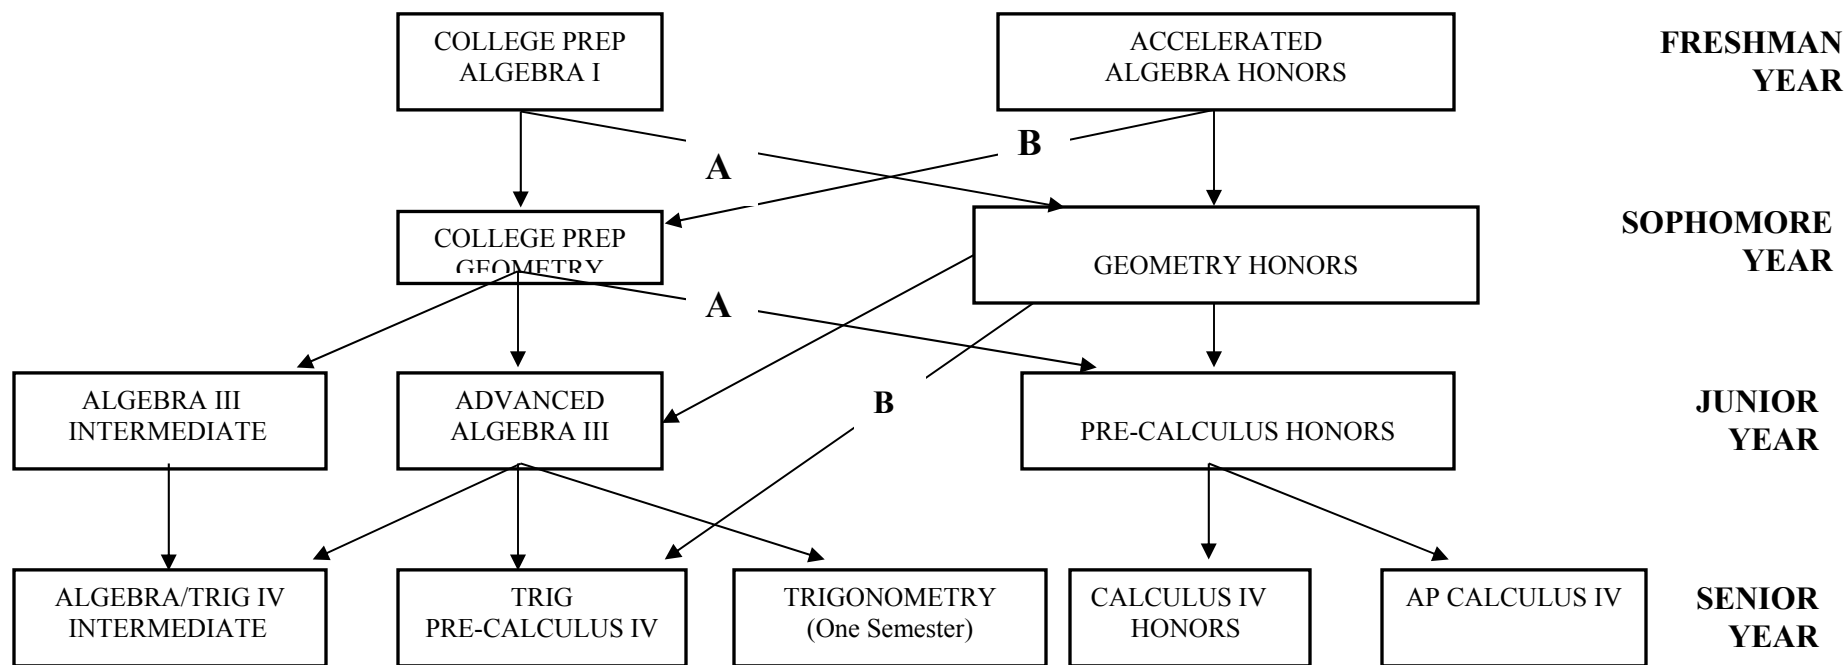 COLLEGE PREP
ALGEBRA I
ACCELERATED
ALGEBRA HONORS
FRESHMAN
YEAR
A
B
COLLEGE PREP
GEOMETRY
GEOMETRY HONORS
SOPHOMORE
YEAR
A
B
ALGEBRA III
INTERMEDIATE
ADVANCED
ALGEBRA III
PRE-CALCULUS HONORS
JUNIOR
YEAR
ALGEBRA/TRIG IV
INTERMEDIATE
TRIG
PRE-CALCULUS IV
TRIGONOMETRY
(One Semester)
CALCULUS IV
HONORS
AP CALCULUS IV
SENIOR
YEAR